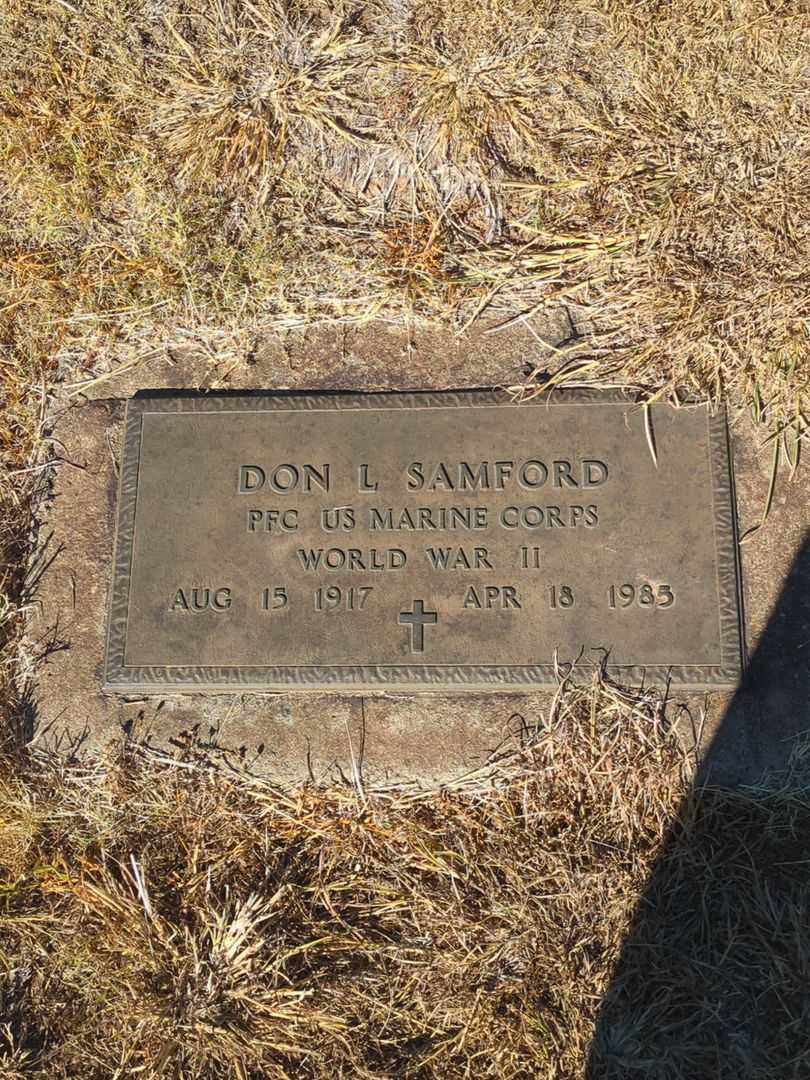 DON L SAMFORD
PFC US MARINE CORPS
WORLD WAR II
AUG 15 1917 APR 18 1985